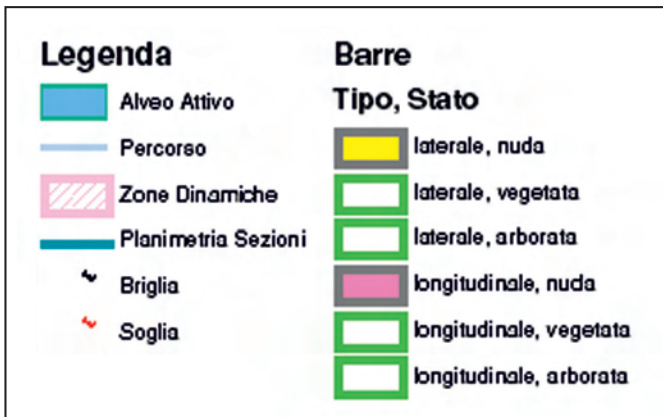 Legenda
Alveo Attivo
Percorso
Zone Dinamiche
Planimetria Sezioni
Briglia
Soglia
Barre
Tipo, Stato
laterale, nuda
laterale, vegetata
laterale, arborata
longitudinale, nuda
longitudinale, vegetata
longitudinale, arborata